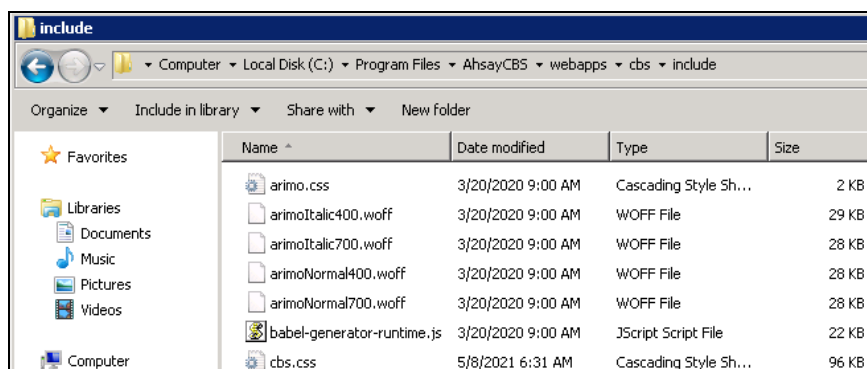 include
Computer Local Disk (C:) Program Files AhsayCBS webapps cbs include
Organize Include in library Share with New folder
Favorites
Libraries
Documents
Music
Pictures
Videos
Computer
Name Date modified Type Size
arimo.css 3/20/2020 9:00 AM Cascading Style Sh... 2 KB
arimoItalic400.woff 3/20/2020 9:00 AM WOFF File 29 KB
arimoItalic700.woff 3/20/2020 9:00 AM WOFF File 28 KB
arimoNormal400.woff 3/20/2020 9:00 AM WOFF File 28 KB
arimoNormal700.woff 3/20/2020 9:00 AM WOFF File 28 KB
babel-generator-runtime.js 3/20/2020 9:00 AM JScript Script File 22 KB
cbs.css 5/8/2021 6:31 AM Cascading Style Sh... 96 KB